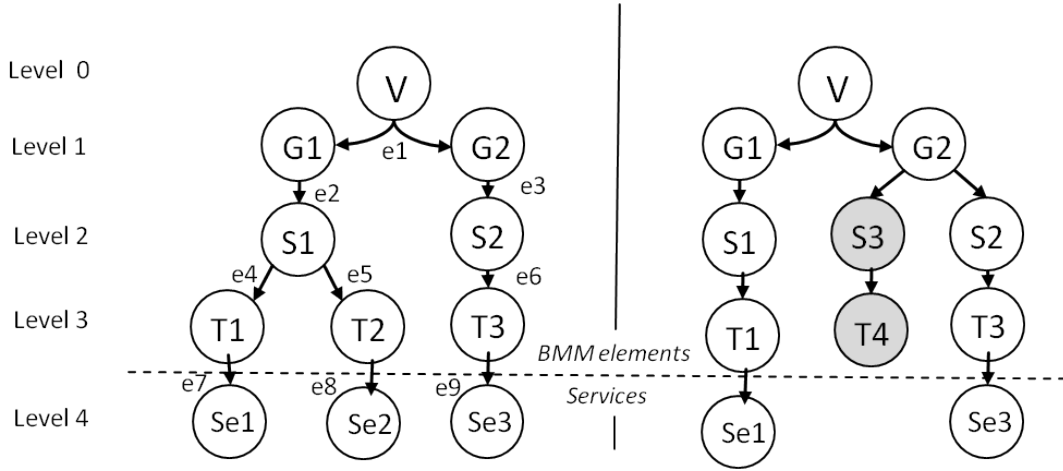 Level 0
V
V
Level 1
G1
e1
G2
G1
G2
e2
e3
Level 2
S1
S2
S1
S3
S2
e4
e5
e6
Level 3
T1
T2
T3
T1
T4
T3
BMM elements
e7
e8
e9
Services
Level 4
Se1
Se2
Se3
Se1
Se3